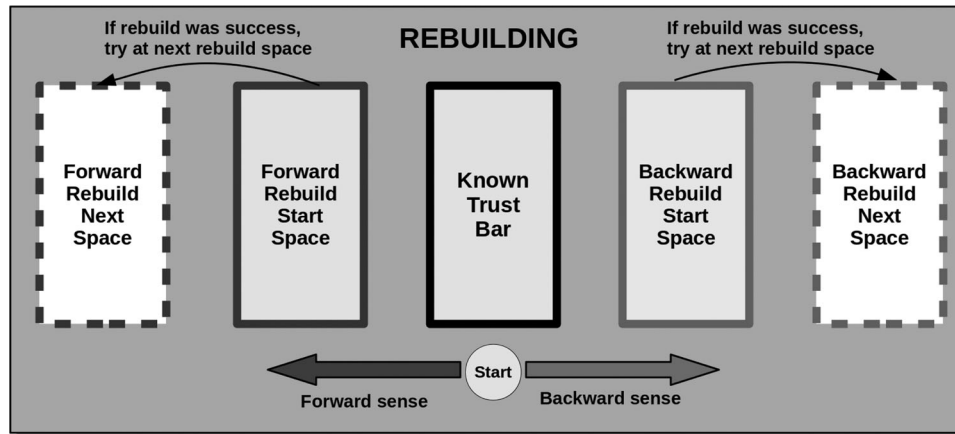 If rebuild was success,
try at next rebuild space
REBUILDING
If rebuild was success,
try at next rebuild space
Forward
Rebuild
Next
Space
Forward
Rebuild
Start
Space
Known
Trust
Bar
Backward
Rebuild
Start
Space
Backward
Rebuild
Next
Space
Start
Forward sense
Backward sense